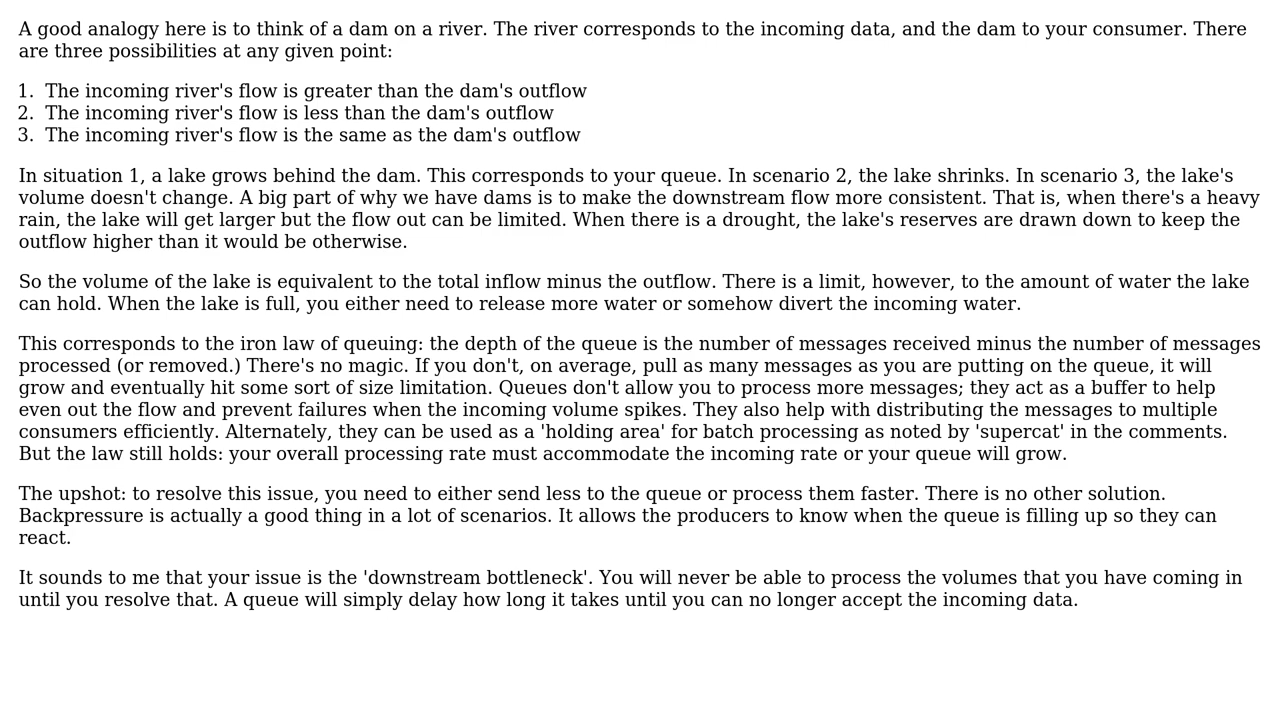 A good analogy here is to think of a dam on a river. The river corresponds to the incoming data, and the dam to your consumer. There
are three possibilities at any given point:
1. The incoming river's flow is greater than the dam's outflow
2. The incoming river's flow is less than the dam's outflow
3. The incoming river's flow is the same as the dam's outflow
In situation 1, a lake grows behind the dam. This corresponds to your queue. In scenario 2, the lake shrinks. In scenario 3, the lake's
volume doesn't change. A big part of why we have dams is to make the downstream flow more consistent. That is, when there's a heavy
rain, the lake will get larger but the flow out can be limited. When there is a drought, the lake's reserves are drawn down to keep the
outflow higher than it would be otherwise.
So the volume of the lake is equivalent to the total inflow minus the outflow. There is a limit, however, to the amount of water the lake
can hold. When the lake is full, you either need to release more water or somehow divert the incoming water.
This corresponds to the iron law of queuing: the depth of the queue is the number of messages received minus the number of messages
processed (or removed.) There's no magic. If you don't, on average, pull as many messages as you are putting on the queue, it will
grow and eventually hit some sort of size limitation. Queues don't allow you to process more messages; they act as a buffer to help
even out the flow and prevent failures when the incoming volume spikes. They also help with distributing the messages to multiple
consumers efficiently. Alternately, they can be used as a 'holding area' for batch processing as noted by 'supercat' in the comments.
But the law still holds: your overall processing rate must accommodate the incoming rate or your queue will grow.
The upshot: to resolve this issue, you need to either send less to the queue or process them faster. There is no other solution.
Backpressure is actually a good thing in a lot of scenarios. It allows the producers to know when the queue is filling up so they can
react.
It sounds to me that your issue is the 'downstream bottleneck'. You will never be able to process the volumes that you have coming in
until you resolve that. A queue will simply delay how long it takes until you can no longer accept the incoming data.